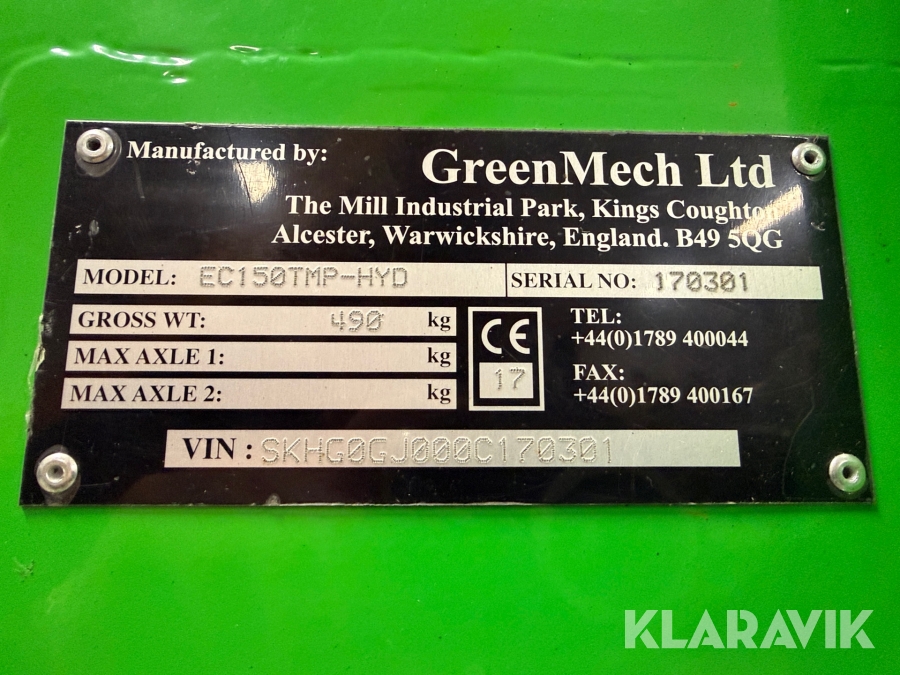 Manufactured by:
GreenMech Ltd
The Mill Industrial Park, Kings Coughton
Alcester, Warwickshire, England. B49 5QG
MODEL: EC150TMP-HYD SERIAL NO: 170301
GROSS WT: 490 kg
MAX AXLE 1: kg
MAX AXLE 2: kg
CE
17
TEL:
+44(0)1789 400044
FAX:
+44(0)1789 400167
VIN : SKHG0GJ000C170301
KLARAVIK